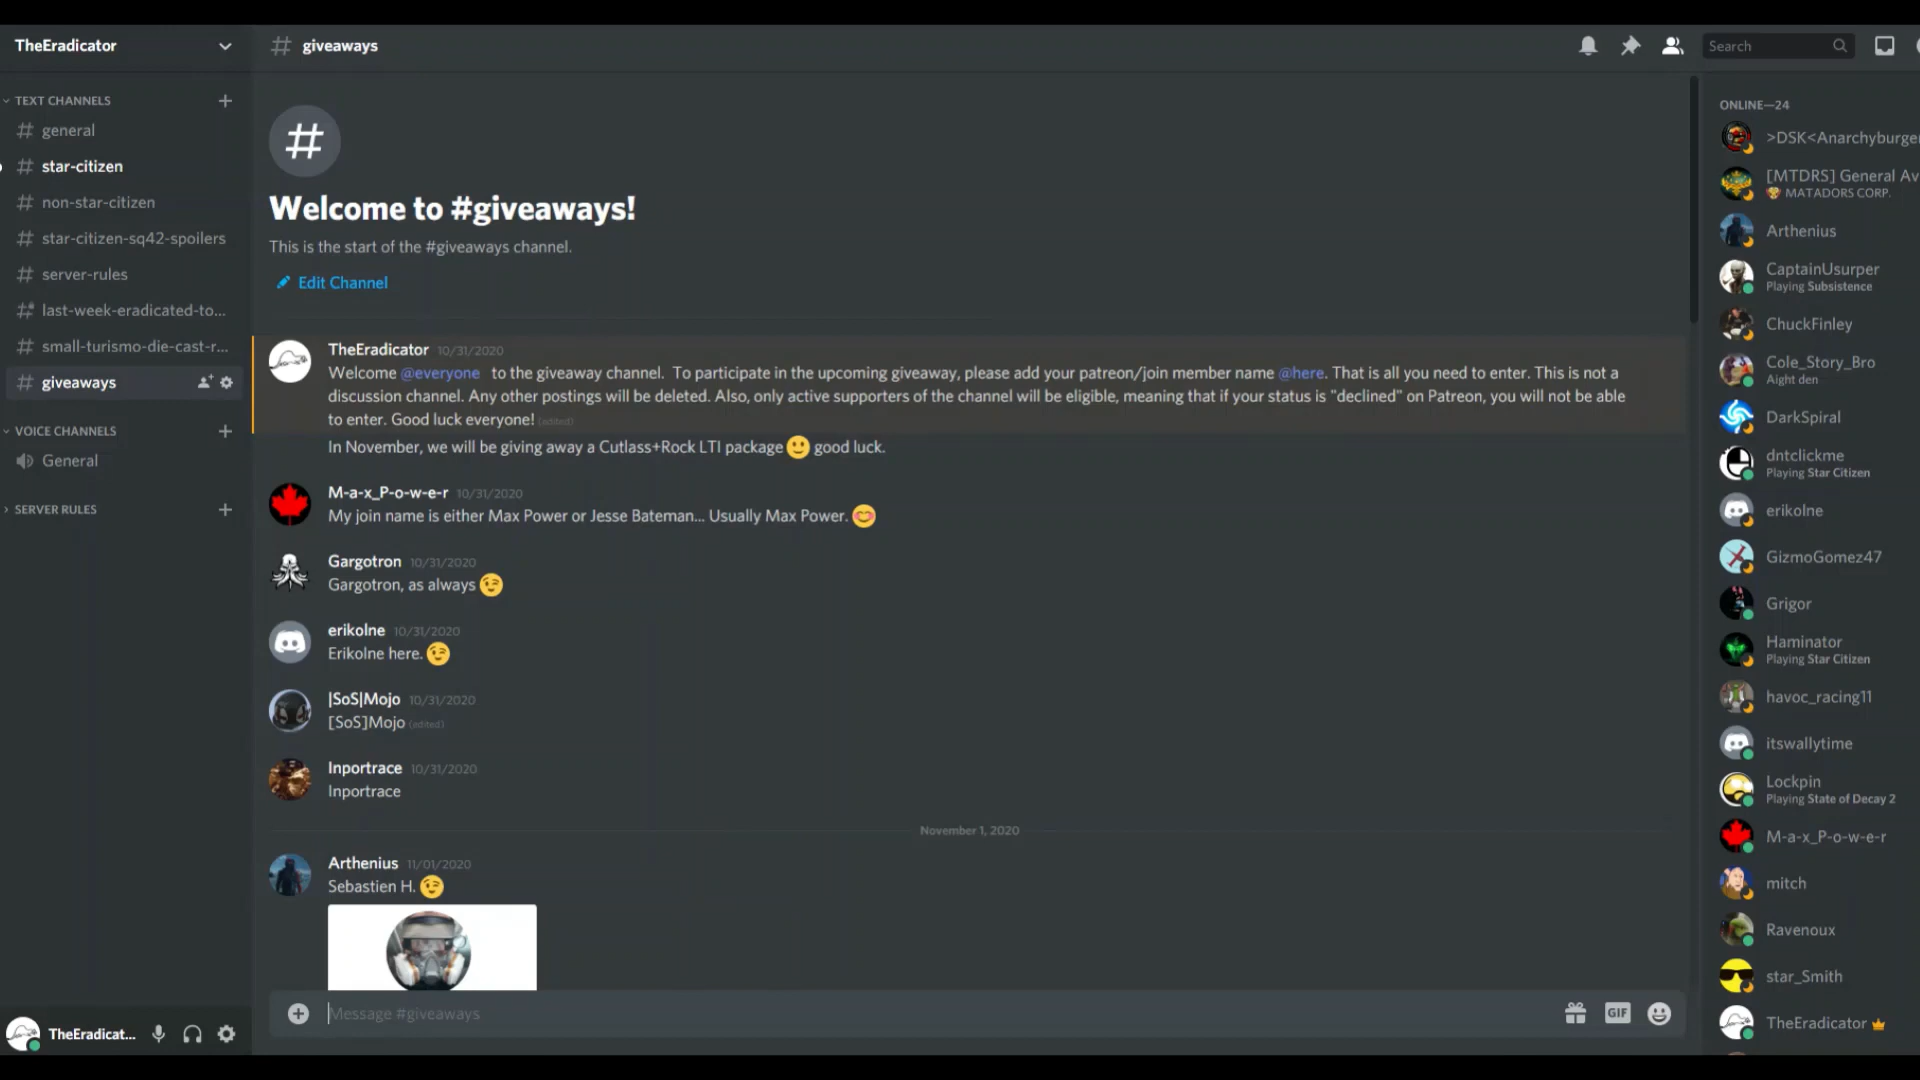 TheEradicator
TEXT CHANNELS
general
star-citizen
non-star-citizen
star-citizen-sq42-spoilers
server-rules
last-week-eradicated-to...
small-turismo-die-cast-r...
giveaways
VOICE CHANNELS
General
SERVER RULES
TheEradicat...
# giveaways
Search
#
Welcome to #giveaways!
This is the start of the #giveaways channel.
Edit Channel
TheEradicator 10/31/2020
Welcome @everyone to the giveaway channel. To participate in the upcoming giveaway, please add your patreon/join member name @here. That is all you need to enter. This is not a
discussion channel. Any other postings will be deleted. Also, only active supporters of the channel will be eligible, meaning that if your status is "declined" on Patreon, you will not be able
to enter. Good luck everyone! (edited)
In November, we will be giving away a Cutlass+Rock LTI package 🙂 good luck.
M-a-x_P-o-w-e-r 10/31/2020
My join name is either Max Power or Jesse Bateman... Usually Max Power. 😊
Gargotron 10/31/2020
Gargotron, as always 😉
erikolne 10/31/2020
Erikolne here. 😉
|SoS|Mojo 10/31/2020
[SoS]Mojo (edited)
Inportrace 10/31/2020
Inportrace
November 1, 2020
Arthenius 11/01/2020
Sebastien H. 😉
Message #giveaways
GIF
ONLINE—24
>DSK<Anarchyburger
[MTDRS] General Av
MATADORS CORP.
Arthenius
CaptainUsurper
Playing Subsistence
ChuckFinley
Cole_Story_Bro
Aight den
DarkSpiral
dntclickme
Playing Star Citizen
erikolne
GizmoGomez47
Grigor
Haminator
Playing Star Citizen
havoc_racing11
itswallytime
Lockpin
Playing State of Decay 2
M-a-x_P-o-w-e-r
mitch
Ravenoux
star_Smith
TheEradicator